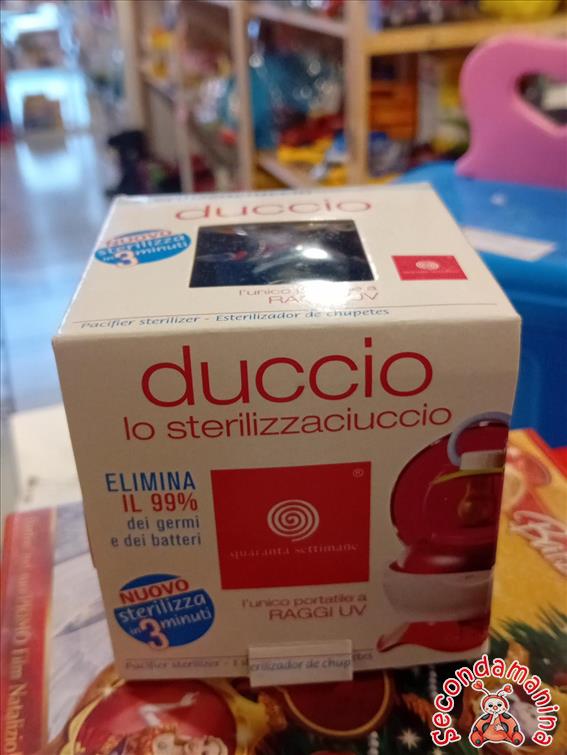 duccio
NUOVO
sterilizza
in 3 minuti
l'unico portatile a
RAGGI UV
Pacifier sterilizer - Esterilizador de chupetes
duccio
lo sterilizzaciuccio
ELIMINA
IL 99%
dei germi
e dei batteri
®
quaranta settimane
NUOVO
sterilizza
in 3 minuti
l'unico portatile a
RAGGI UV
Pacifier sterilizer - Esterilizador de chupetes
film Natalizio
secondamanina